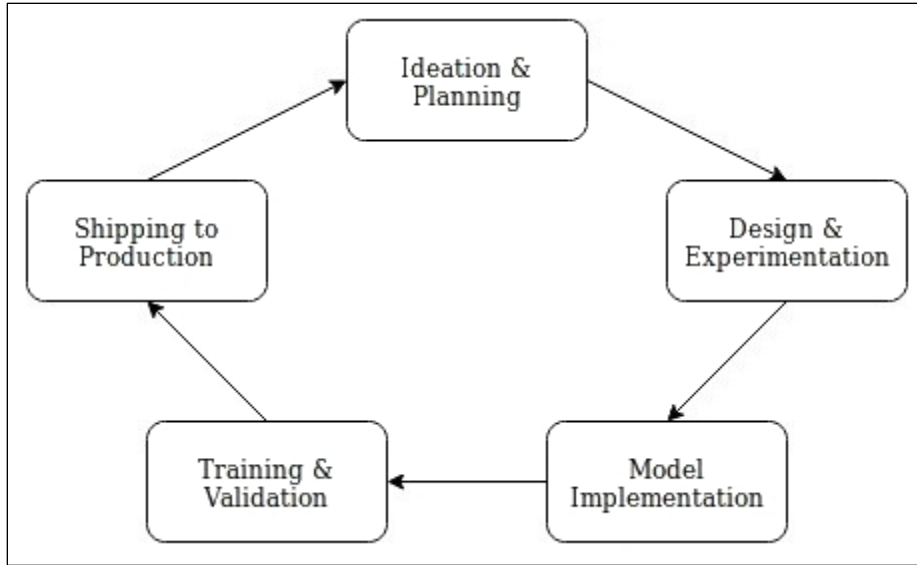 Ideation &
Planning
Design &
Experimentation
Model
Implementation
Training &
Validation
Shipping to
Production